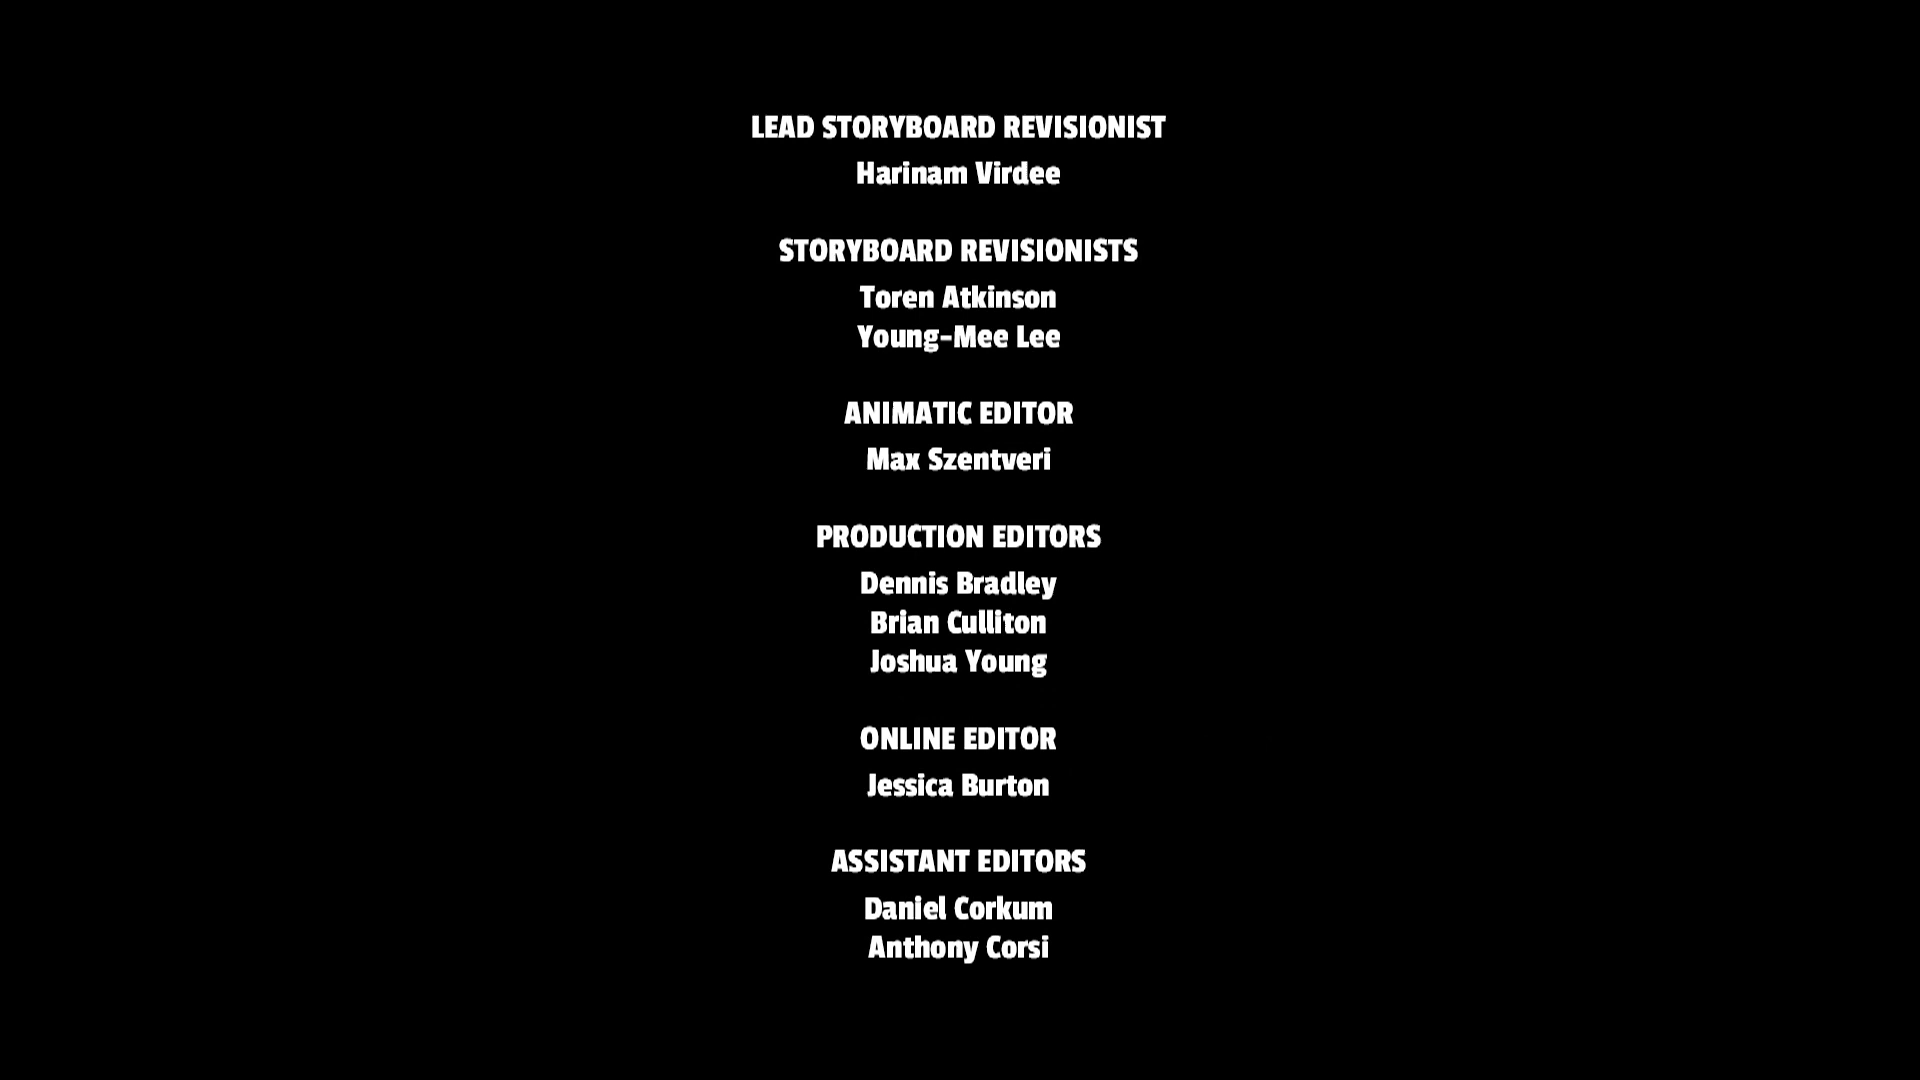 LEAD STORYBOARD REVISIONIST
Harinam Virdee
STORYBOARD REVISIONISTS
Toren Atkinson
Young-Mee Lee
ANIMATIC EDITOR
Max Szentveri
PRODUCTION EDITORS
Dennis Bradley
Brian Culliton
Joshua Young
ONLINE EDITOR
Jessica Burton
ASSISTANT EDITORS
Daniel Corkum
Anthony Corsi